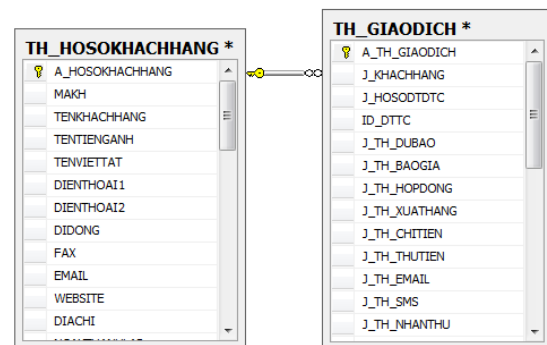 TH_HOSOKHACHHANG *
A_HOSOKHACHHANG
MAKH
TENKHACHHANG
TENTIENGANH
TENVIETTAT
DIENTHOAI1
DIENTHOAI2
DIDONG
FAX
EMAIL
WEBSITE
DIACHI
TH_GIAODICH *
A_TH_GIAODICH
J_KHACHHANG
J_HOSODTDTC
ID_DTTC
J_TH_DUBAO
J_TH_BAOGIA
J_TH_HOPDONG
J_TH_XUATHANG
J_TH_CHITIEN
J_TH_THUTIEN
J_TH_EMAIL
J_TH_SMS
J_TH_NHANTHU